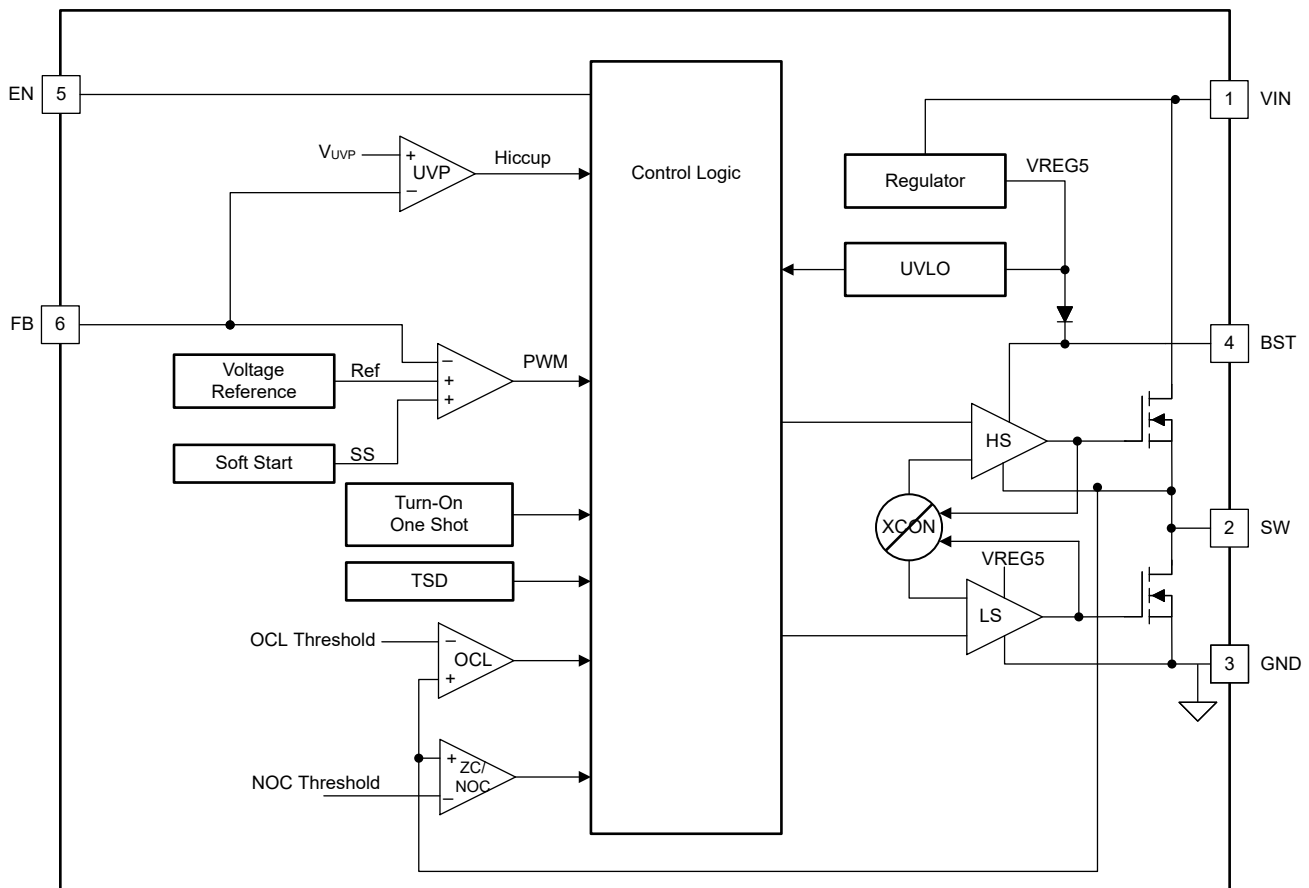 EN
5
1
VIN
VUVP
+
UVP
−
Hiccup
Control Logic
Regulator
VREG5
UVLO
FB
6
4
BST
Voltage
Reference
Ref
−
+
+
PWM
Soft Start
SS
HS
Turn-On
One Shot
XCON
2
SW
TSD
VREG5
LS
OCL Threshold
−
OCL
+
3
GND
NOC Threshold
+
ZC/
NOC
−